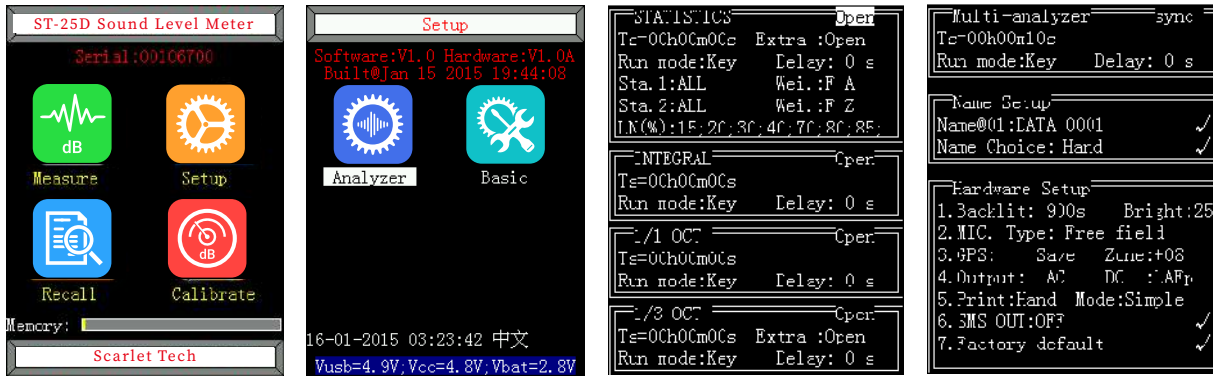 ST-25D Sound Level Meter
Serial:00106700
dB
Measure
Setup
dB
Recall
Calibrate
Memory:
Scarlet Tech
Setup
Software:V1.0 Hardware:V1.0A
Built@Jan 15 2015 19:44:08
Analyzer
Basic
16-01-2015 03:23:42 中文
Vusb=4.9V;Vcc=4.8V;Vbat=2.8V
STATISTICS Open
Ts=00h00m00s Extra :Open
Run mode:Key Delay: 0 s
Sta.1:ALL Wei.:F A
Sta.2:ALL Wei.:F Z
LN(%):15;20;30;40;70;80;85;
INTEGRAL Open
Ts=00h00m00s
Run mode:Key Delay: 0 s
1/1 OCT Open
Ts=00h00m00s
Run mode:Key Delay: 0 s
1/3 OCT Open
Ts=00h00m00s Extra :Open
Run mode:Key Delay: 0 s
Multi-analyzer sync
Ts=00h00m10s
Run mode:Key Delay: 0 s
Name Setup
Name@01:DATA 0001 ✓
Name Choice: Hand ✓
Hardware Setup
1.Backlit: 900s Bright:25
2.MIC. Type: Free field
3.GPS: Save Zone:+08
4.Output: AC DC :LAFp
5.Print:Hand Mode:Simple
6.SMS OUT:OFF ✓
7.Factory default ✓